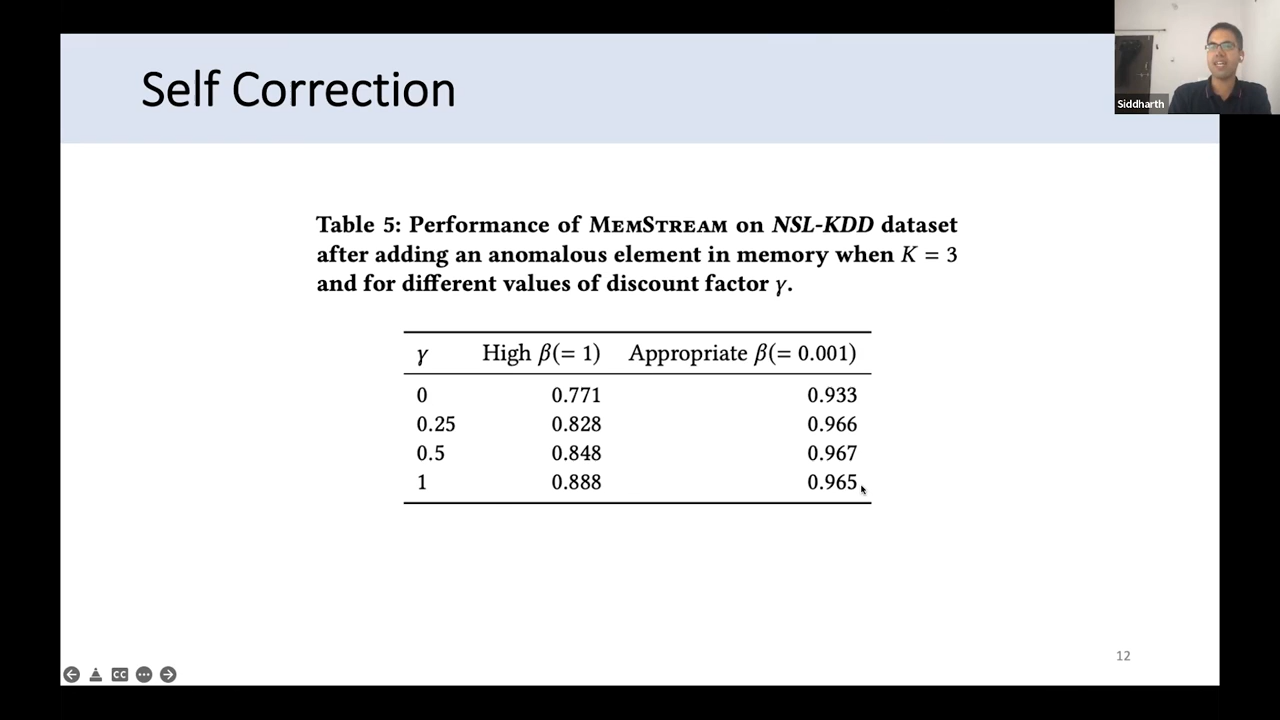 Self Correction
Siddharth
Table 5: Performance of MemStream on NSL-KDD dataset
after adding an anomalous element in memory when K = 3
and for different values of discount factor γ.
γ High β(= 1) Appropriate β(= 0.001)
0 0.771 0.933
0.25 0.828 0.966
0.5 0.848 0.967
1 0.888 0.965
12
CC